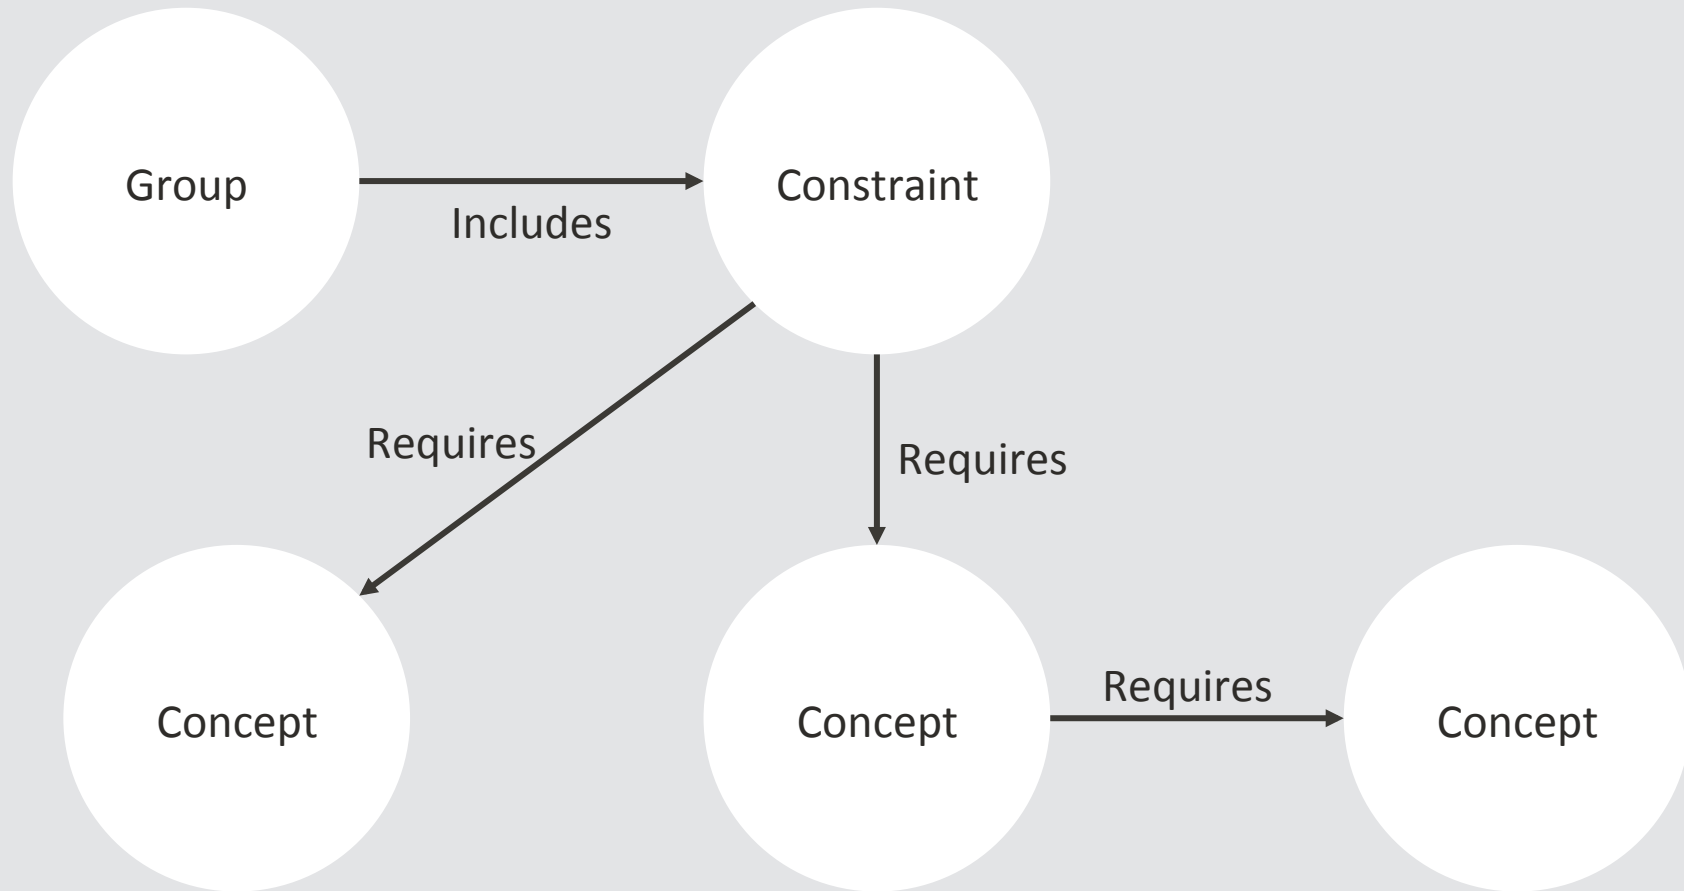 Group
Includes
Constraint
Requires
Requires
Concept
Concept
Requires
Concept